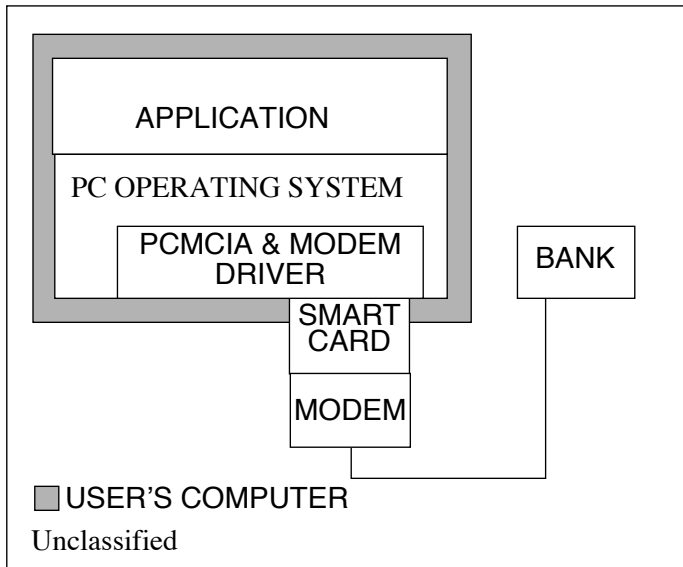 APPLICATION
PC OPERATING SYSTEM
PCMCIA & MODEM
DRIVER
BANK
SMART
CARD
MODEM
USER'S COMPUTER
Unclassified